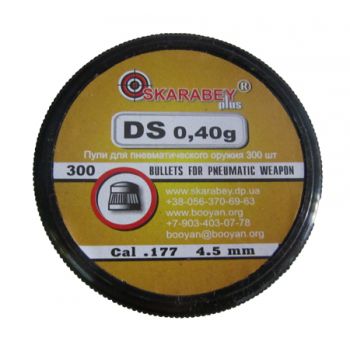 SKARABEY®
plus
DS 0,40g
Пули для пневматического оружия 300 шт
300 BULLETS FOR PNEUMATIC WEAPON
www.skarabey.dp.ua
+38-056-370-69-63
www.booyan.org
+7-903-403-07-78
booyan@booyan.org
Cal .177 4.5 mm